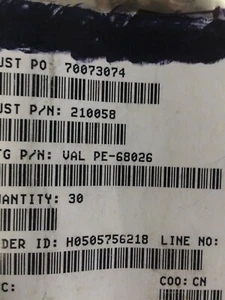 UST PO 70073074
UST P/N: 210058
TG P/N: VAL PE-68026
ANTITY: 30
DER ID: H0505756218 LINE NO:
COO: CN
C: